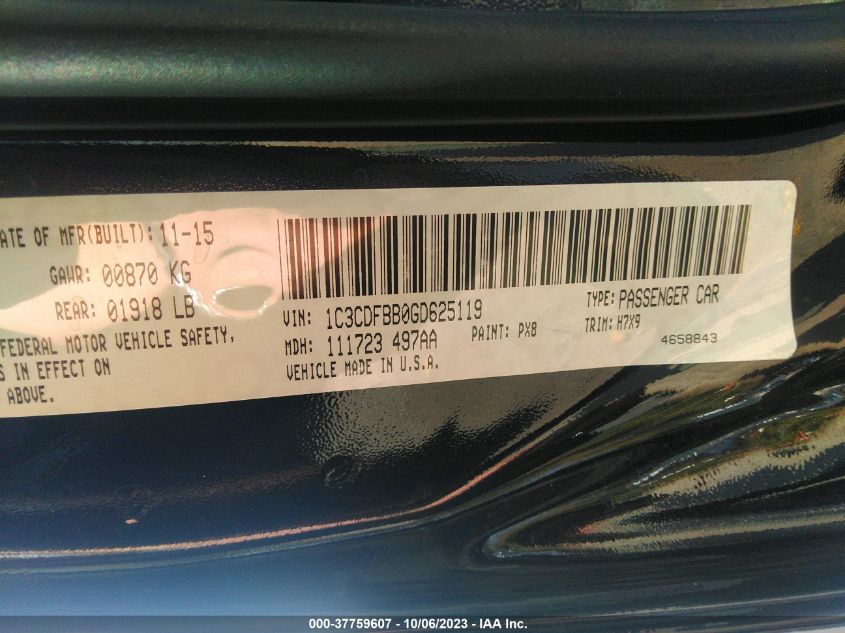 ATE OF MFR(BUILT): 11-15
GAWR: 00870 KG
REAR: 01918 LB
FEDERAL MOTOR VEHICLE SAFETY,
S IN EFFECT ON
ABOVE.
VIN: 1C3CDFBB0GD625119
MDH: 111723 497AA
VEHICLE MADE IN U.S.A.
PAINT: PX8
TYPE: PASSENGER CAR
TRIM: H7X9
4658843
000-37759607 - 10/06/2023 - IAA Inc.